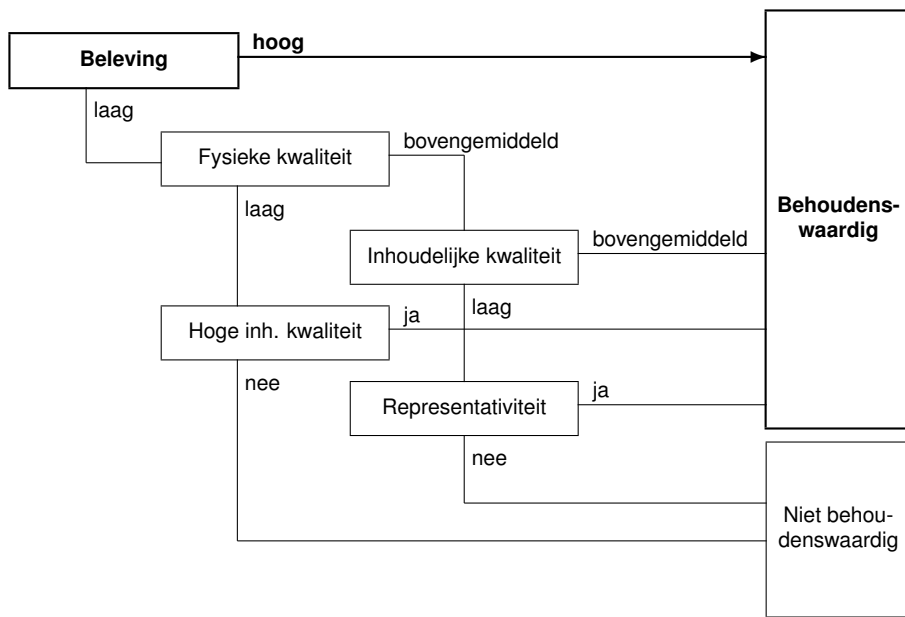 hoog
Beleving
laag
bovengemiddeld
Fysieke kwaliteit
laag
Behoudens-
waardig
bovengemiddeld
Inhoudelijke kwaliteit
laag
ja
Hoge inh. kwaliteit
nee
ja
Representativiteit
nee
Niet behou-
denswaardig